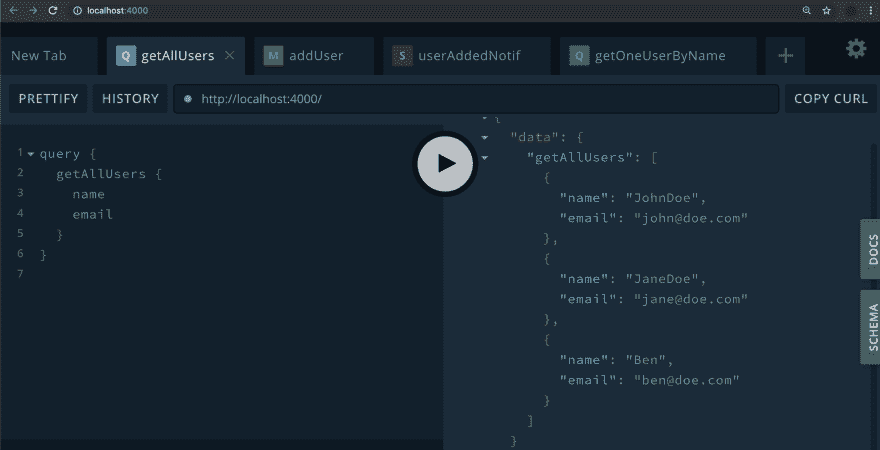 localhost:4000
New Tab
Q getAllUsers
M addUser
S userAddedNotif
Q getOneUserByName
PRETTIFY
HISTORY
http://localhost:4000/
COPY CURL
1 query {
2 getAllUsers {
3 name
4 email
5 }
6 }
7
{
"data": {
"getAllUsers": [
{
"name": "JohnDoe",
"email": "john@doe.com"
},
{
"name": "JaneDoe",
"email": "jane@doe.com"
},
{
"name": "Ben",
"email": "ben@doe.com"
}
]
}
DOCS
SCHEMA